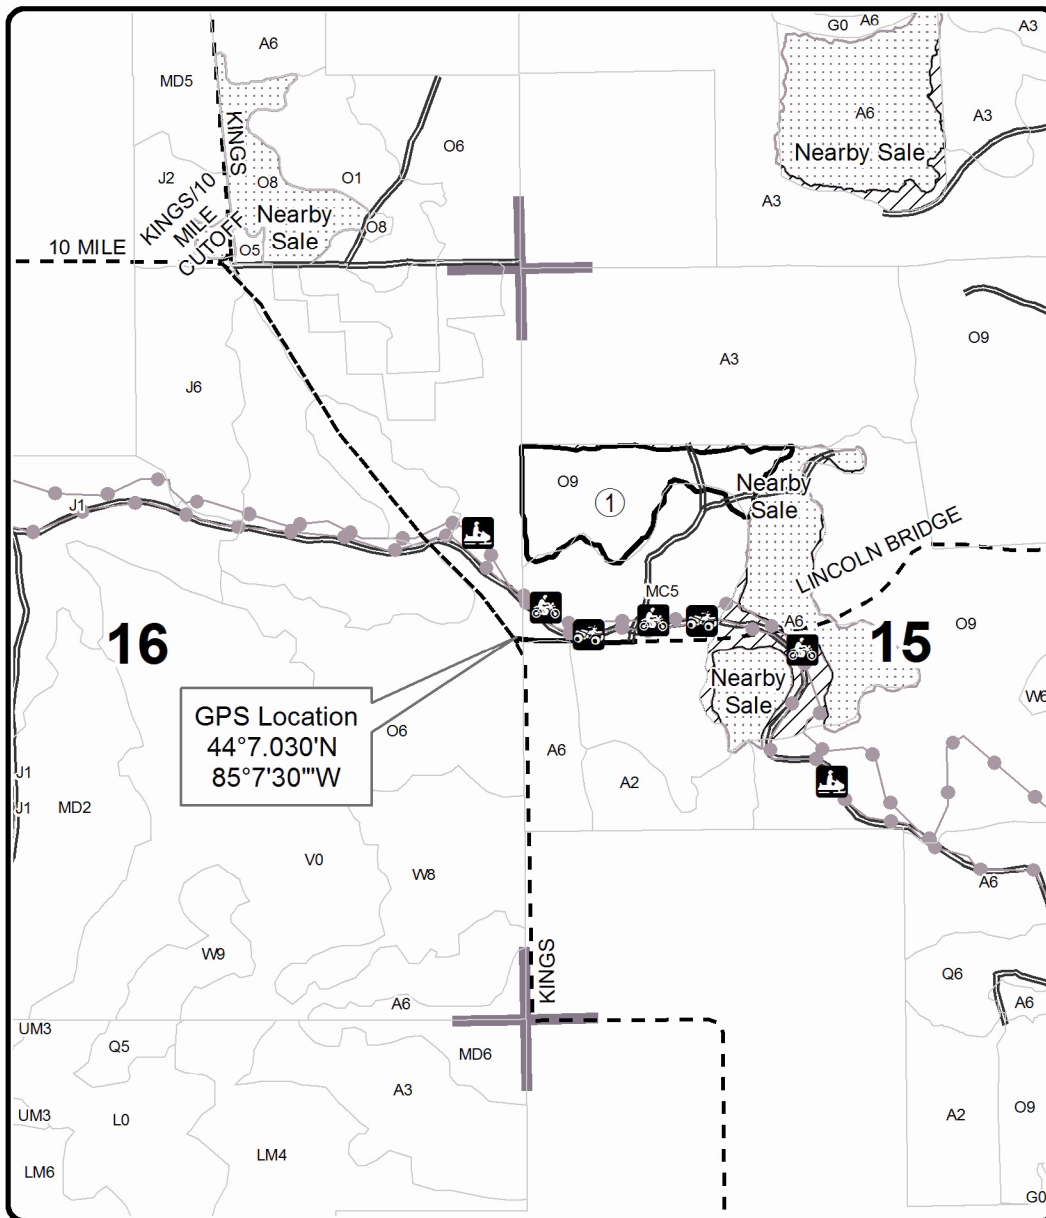 G0
A6
A3
A6
MD5
KINGS
A6
A3
O6
Nearby Sale
J2
O8
O1
A3
KINGS/10
MILE
CUTOFF
Nearby
Sale
O8
10 MILE
O5
O9
A3
J6
O9
1
Nearby
Sale
J1
LINCOLN BRIDGE
MC5
A6
O9
16
15
Nearby
Sale
W6
GPS Location
44°7.030'N
85°7'30'"W
O6
A6
A2
J1
J1
MD2
V0
W8
A6
W9
KINGS
Q6
A6
A6
UM3
Q5
MD6
A3
UM3
L0
A2
O9
LM4
LM6
G0